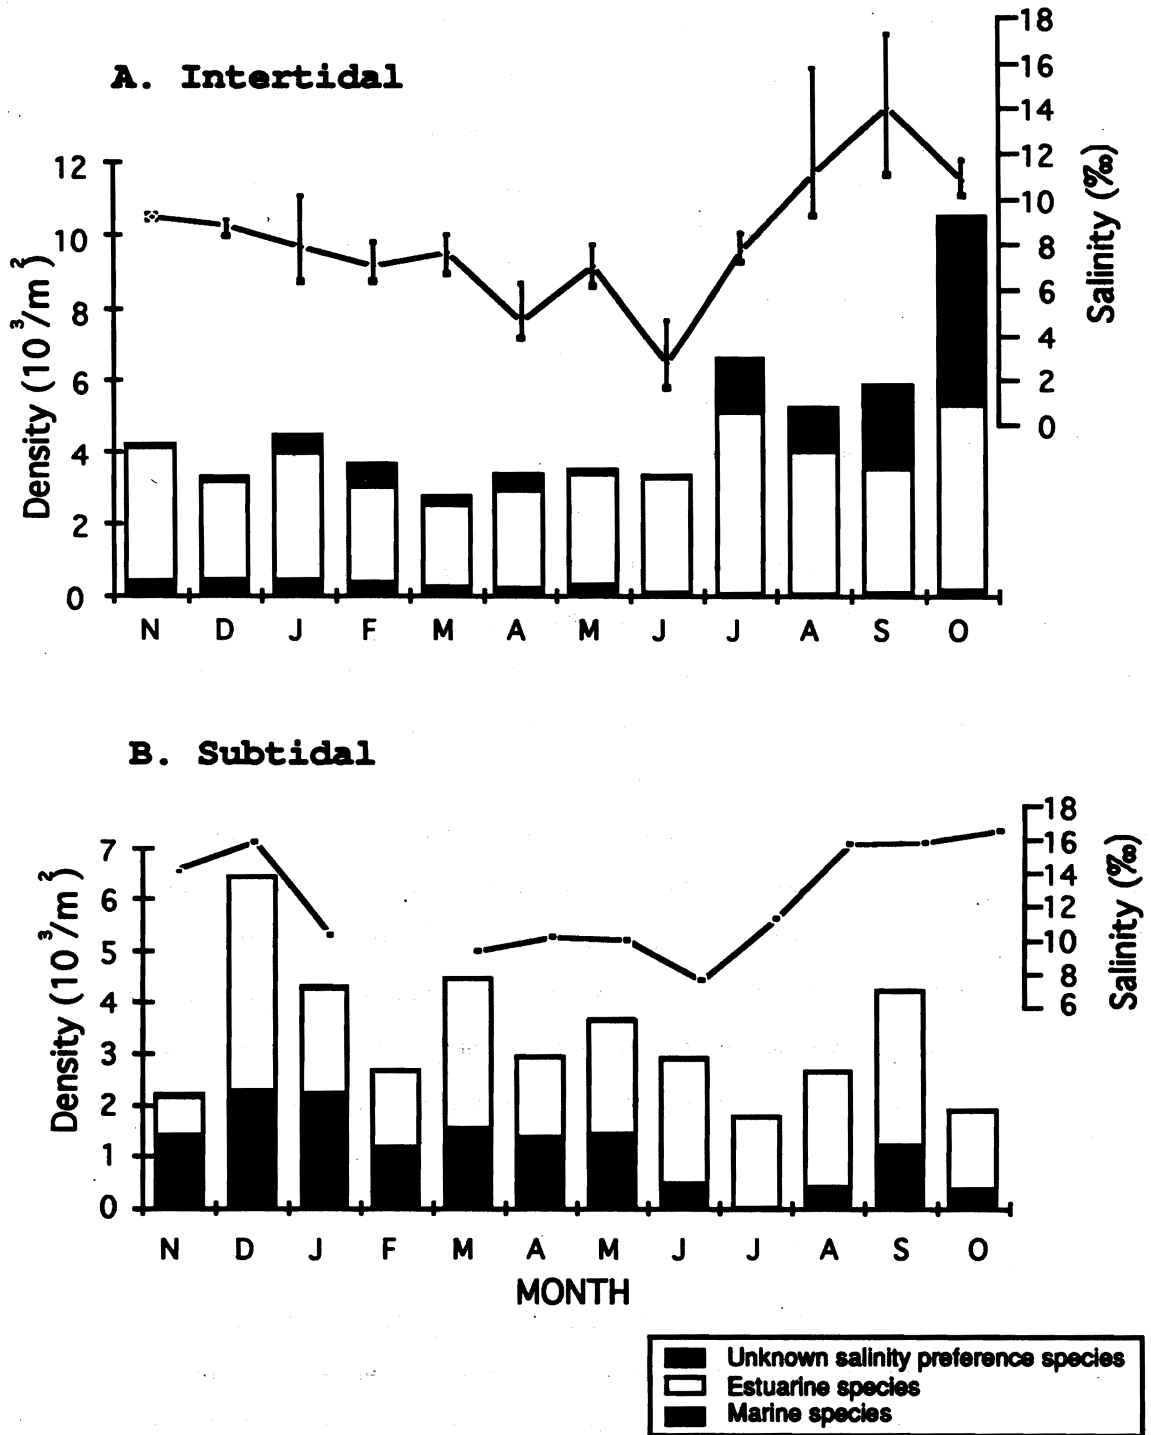 A. Intertidal
18
16
14
12
10
8
6
4
2
0
Salinity (‰)
12
10
8
6
4
2
0
Density (10³/m²)
N D J F M A M J J A S O
B. Subtidal
18
16
14
12
10
8
6
Salinity (‰)
7
6
5
4
3
2
1
0
Density (10³/m²)
N D J F M A M J J A S O
MONTH
Unknown salinity preference species
Estuarine species
Marine species